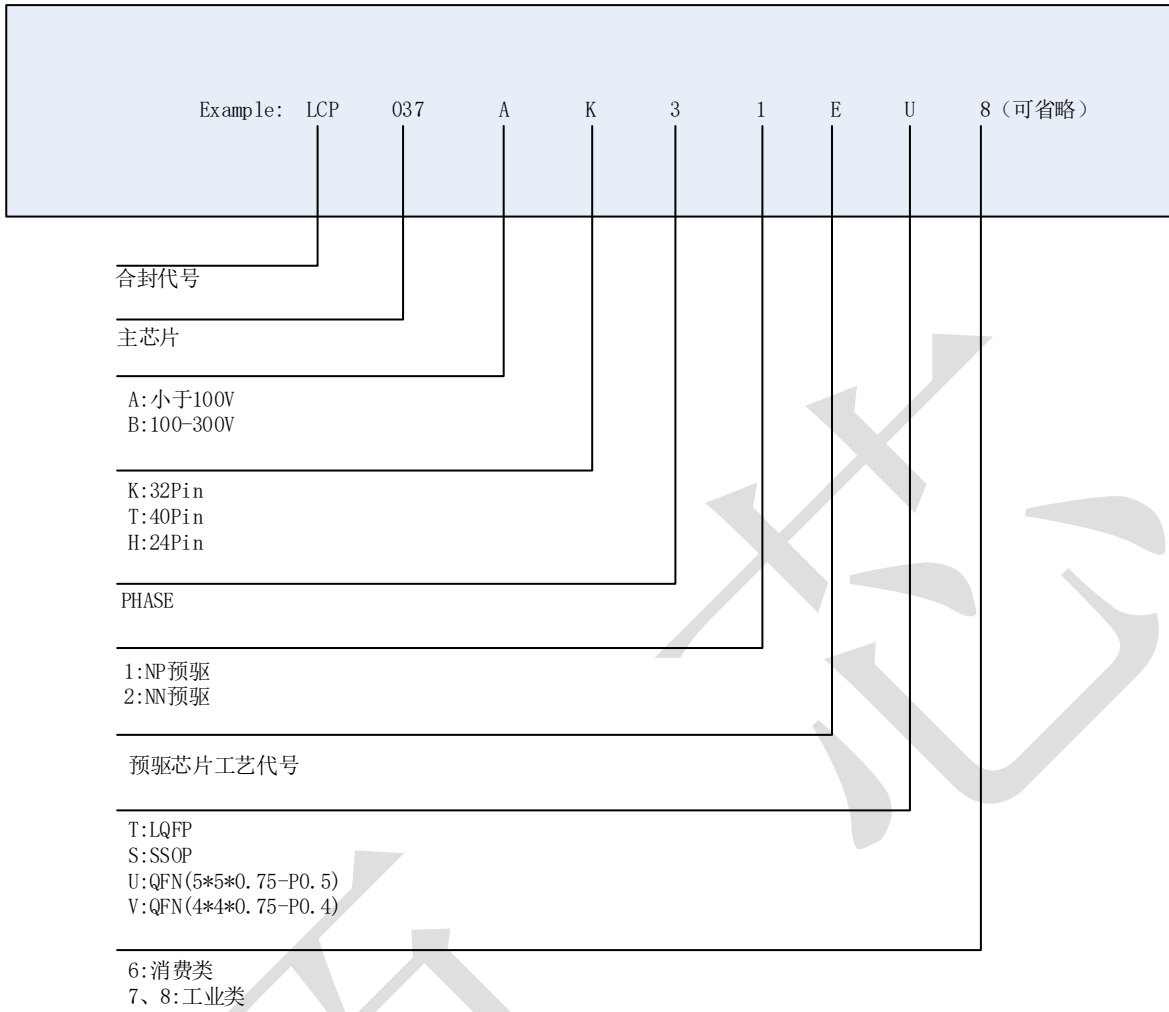 Example: LCP 037 A K 3 1 E U 8（可省略）
合封代号
主芯片
A:小于100V
B:100-300V
K:32Pin
T:40Pin
H:24Pin
PHASE
1:NP预驱
2:NN预驱
预驱芯片工艺代号
T:LQFP
S:SSOP
U:QFN(5*5*0.75-P0.5)
V:QFN(4*4*0.75-P0.4)
6:消费类
7、8:工业类